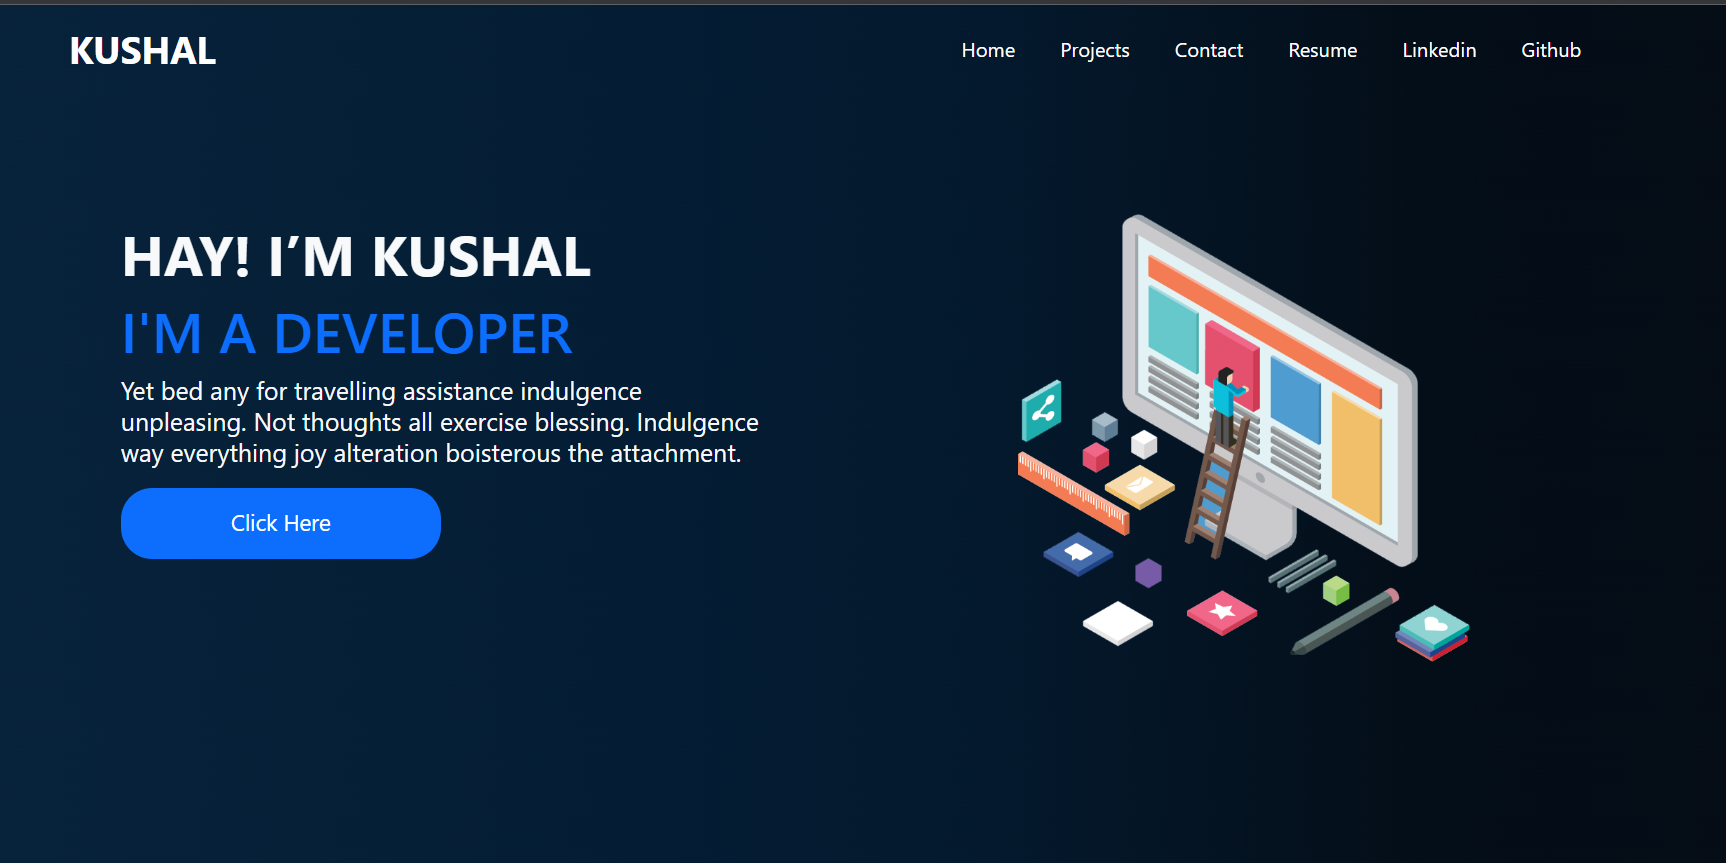 KUSHAL
Home Projects Contact Resume Linkedin Github
HAY! I’M KUSHAL
I'M A DEVELOPER
Yet bed any for travelling assistance indulgence
unpleasing. Not thoughts all exercise blessing. Indulgence
way everything joy alteration boisterous the attachment.
Click Here